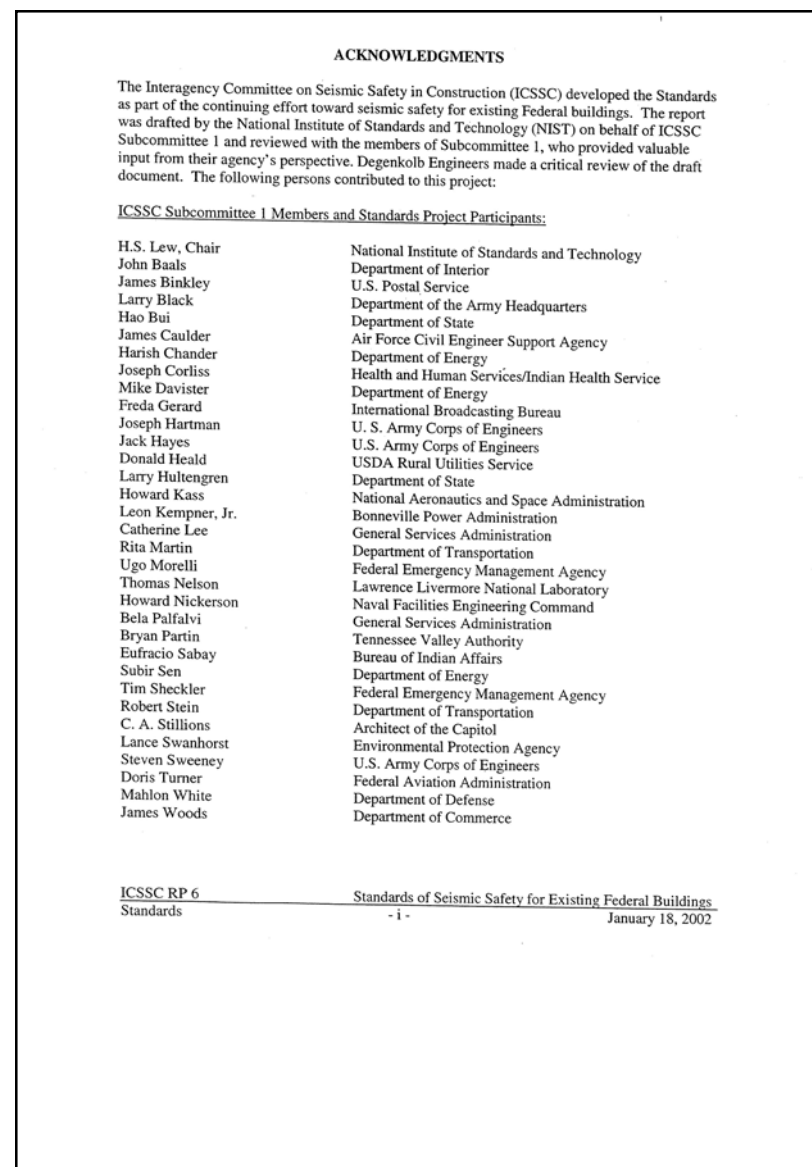 ACKNOWLEDGMENTS
The Interagency Committee on Seismic Safety in Construction (ICSSC) developed the Standards
as part of the continuing effort toward seismic safety for existing Federal buildings. The report
was drafted by the National Institute of Standards and Technology (NIST) on behalf of ICSSC
Subcommittee 1 and reviewed with the members of Subcommittee 1, who provided valuable
input from their agency's perspective. Degenkolb Engineers made a critical review of the draft
document. The following persons contributed to this project:
ICSSC Subcommittee 1 Members and Standards Project Participants:
H.S. Lew, Chair National Institute of Standards and Technology
John Baals Department of Interior
James Binkley U.S. Postal Service
Larry Black Department of the Army Headquarters
Hao Bui Department of State
James Caulder Air Force Civil Engineer Support Agency
Harish Chander Department of Energy
Joseph Corliss Health and Human Services/Indian Health Service
Mike Davister Department of Energy
Freda Gerard International Broadcasting Bureau
Joseph Hartman U. S. Army Corps of Engineers
Jack Hayes U.S. Army Corps of Engineers
Donald Heald USDA Rural Utilities Service
Larry Hultengren Department of State
Howard Kass National Aeronautics and Space Administration
Leon Kempner, Jr. Bonneville Power Administration
Catherine Lee General Services Administration
Rita Martin Department of Transportation
Ugo Morelli Federal Emergency Management Agency
Thomas Nelson Lawrence Livermore National Laboratory
Howard Nickerson Naval Facilities Engineering Command
Bela Palfalvi General Services Administration
Bryan Partin Tennessee Valley Authority
Eufracio Sabay Bureau of Indian Affairs
Subir Sen Department of Energy
Tim Sheckler Federal Emergency Management Agency
Robert Stein Department of Transportation
C. A. Stillions Architect of the Capitol
Lance Swanhorst Environmental Protection Agency
Steven Sweeney U.S. Army Corps of Engineers
Doris Turner Federal Aviation Administration
Mahlon White Department of Defense
James Woods Department of Commerce
ICSSC RP 6 Standards of Seismic Safety for Existing Federal Buildings
Standards - i - January 18, 2002